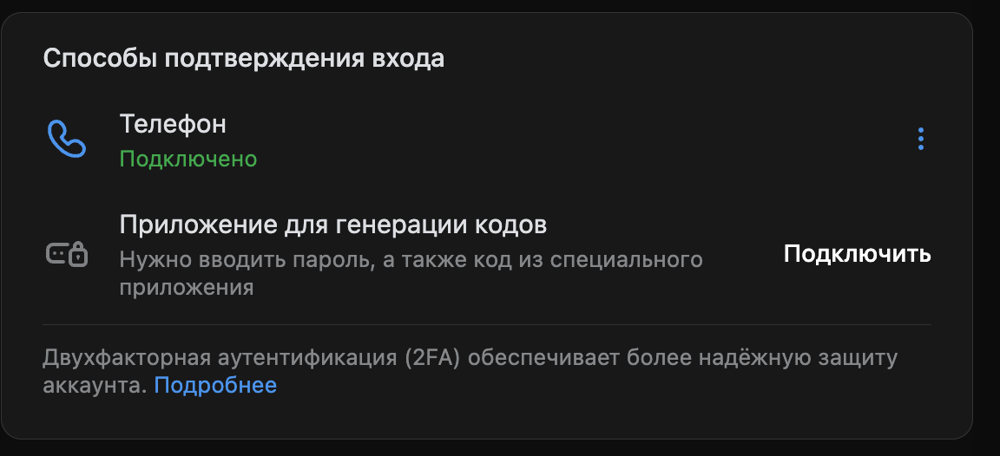 Способы подтверждения входа
Телефон
Подключено
Приложение для генерации кодов
Нужно вводить пароль, а также код из специального
приложения
Подключить
Двухфакторная аутентификация (2FA) обеспечивает более надёжную защиту
аккаунта. Подробнее